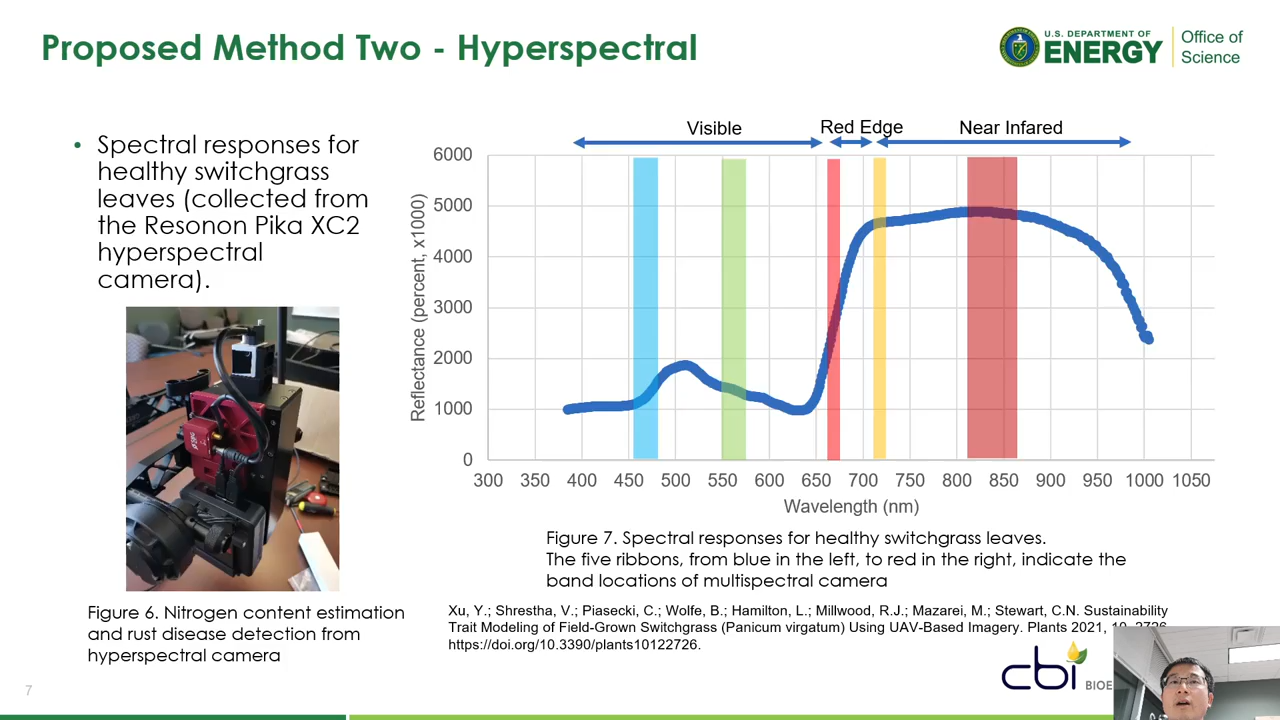 Proposed Method Two - Hyperspectral
U.S. DEPARTMENT OF
ENERGY
Office of
Science
• Spectral responses for
healthy switchgrass
leaves (collected from
the Resonon Pika XC2
hyperspectral
camera).
Figure 6. Nitrogen content estimation
and rust disease detection from
hyperspectral camera
Visible
Red Edge
Near Infared
Reflectance (percent, x1000)
6000
5000
4000
3000
2000
1000
0
300 350 400 450 500 550 600 650 700 750 800 850 900 950 1000 1050
Wavelength (nm)
Figure 7. Spectral responses for healthy switchgrass leaves.
The five ribbons, from blue in the left, to red in the right, indicate the
band locations of multispectral camera
Xu, Y.; Shrestha, V.; Piasecki, C.; Wolfe, B.; Hamilton, L.; Millwood, R.J.; Mazarei, M.; Stewart, C.N. Sustainability
Trait Modeling of Field-Grown Switchgrass (Panicum virgatum) Using UAV-Based Imagery. Plants 2021,
https://doi.org/10.3390/plants10122726.
cbi
7